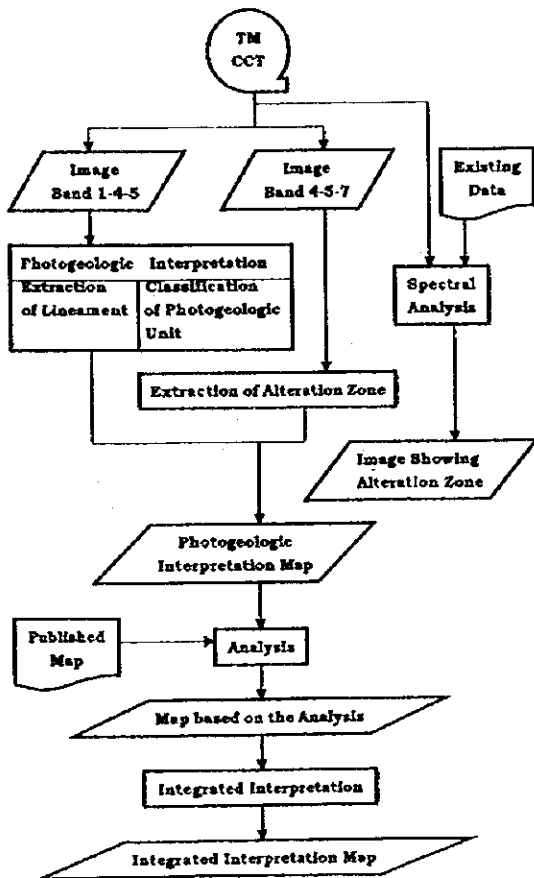 TM
CCT
Image
Band 1-4-5
Image
Band 4-5-7
Existing
Data
Photogeologic Interpretation
Extraction
of Lineament
Classification
of Photogeologic
Unit
Spectral
Analysis
Extraction of Alteration Zone
Image Showing
Alteration Zone
Photogeologic
Interpretation Map
Published
Map
Analysis
Map based on the Analysis
Integrated Interpretation
Integrated Interpretation Map